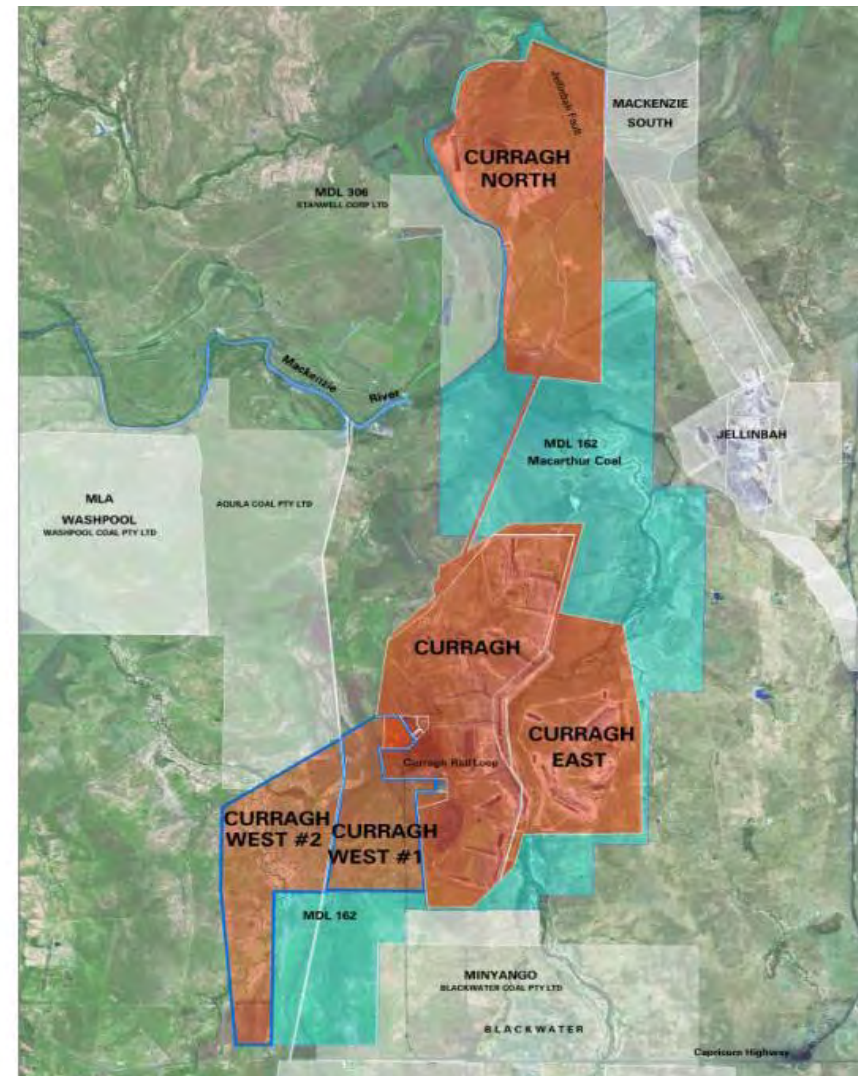 Jellinbah Fault
MACKENZIE
SOUTH
CURRAGH
NORTH
MDL 306
STANWELL CORP LTD
Mackenzie
River
JELLINBAH
MDL 162
Macarthur Coal
MLA
WASHPOOL
WASHPOOL COAL PTY LTD
AQUILA COAL PTY LTD
CURRAGH
CURRAGH
EAST
Curragh Rail Loop
CURRAGH
WEST #2
CURRAGH
WEST #1
MDL 162
MINYANGO
BLACKWATER COAL PTY LTD
BLACKWATER
Capricorn Highway